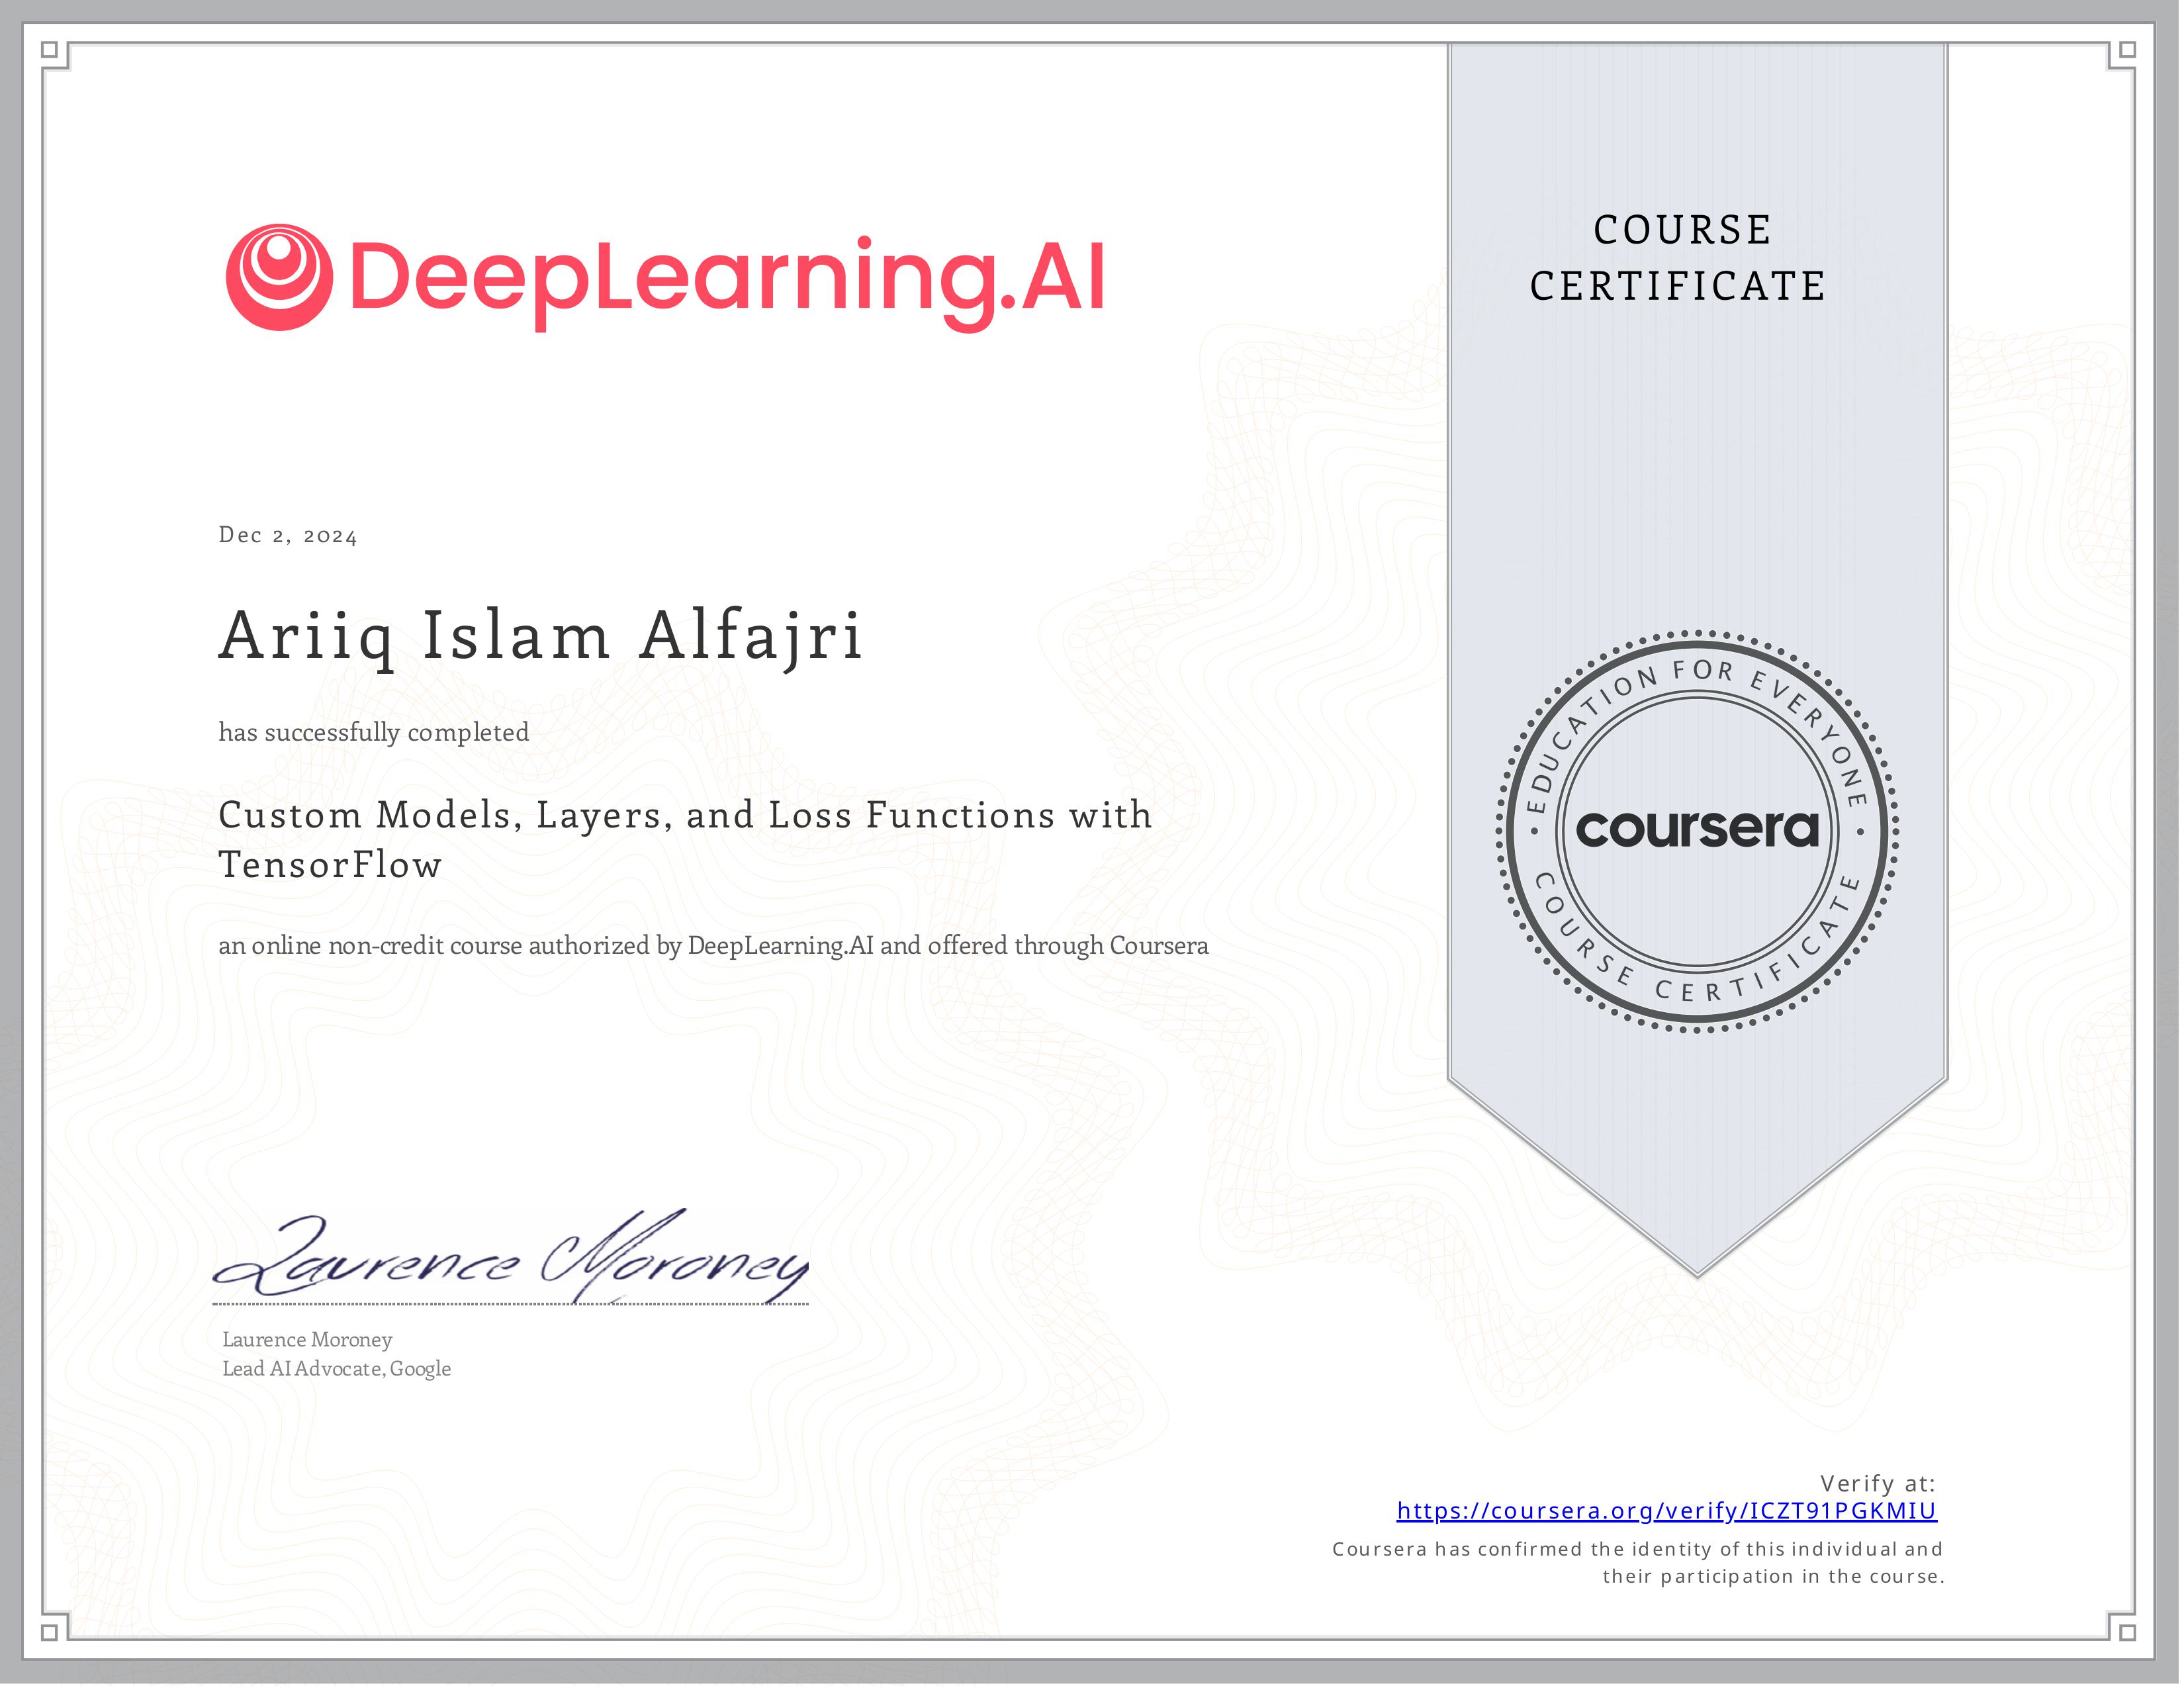 DeepLearning.AI
COURSE
CERTIFICATE
Dec 2, 2024
Ariiq Islam Alfajri
has successfully completed
Custom Models, Layers, and Loss Functions with
TensorFlow
an online non-credit course authorized by DeepLearning.AI and offered through Coursera
EDUCATION FOR EVERYONE
coursera
COURSE CERTIFICATE
Laurence Moroney
Laurence Moroney
Lead AI Advocate, Google
Verify at:
https://coursera.org/verify/ICZT91PGKMIU
Coursera has confirmed the identity of this individual and
their participation in the course.